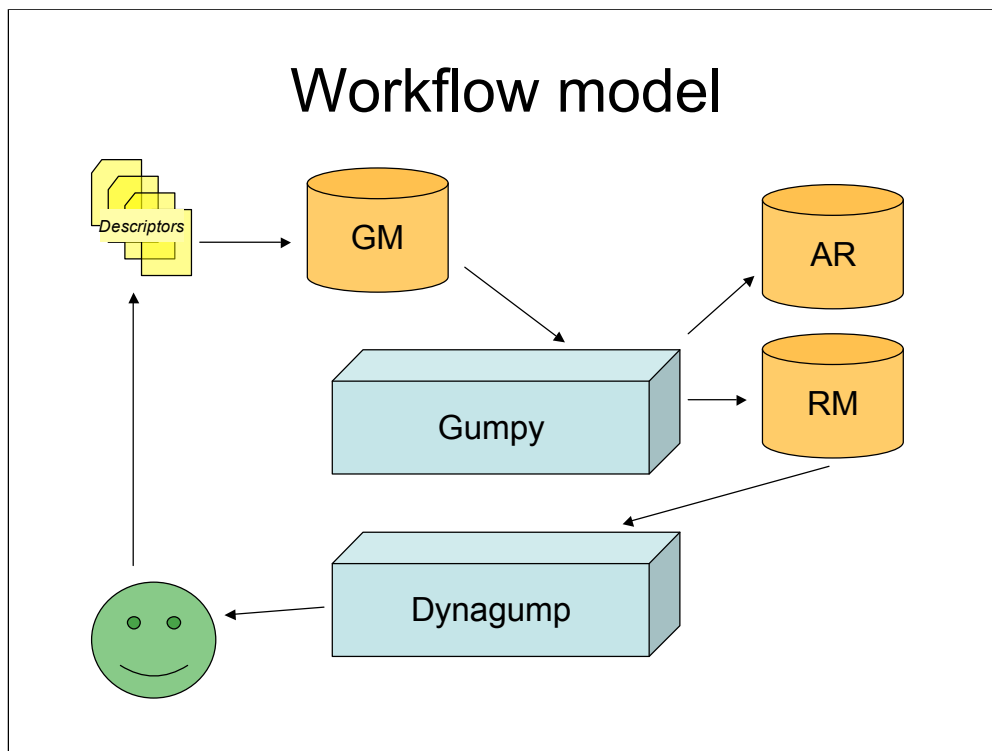 Workflow model
Descriptors
GM
AR
RM
Gumpy
Dynagump